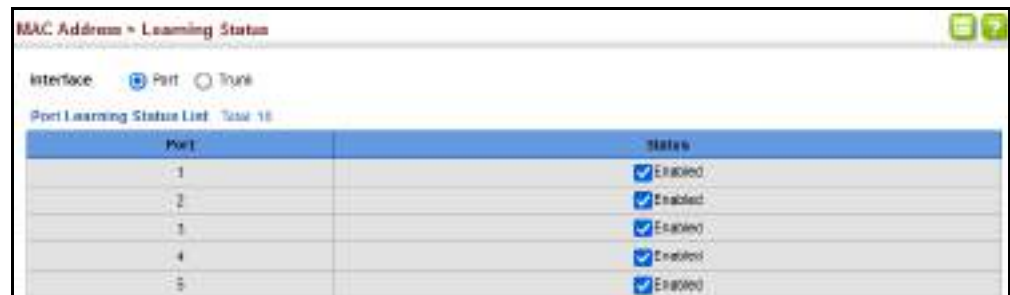 MAC Address > Learning Status
?
Interface Port Trunk
Port Learning Status List Total: 18
Port Status
1 Enabled
2 Enabled
3 Enabled
4 Enabled
5 Enabled